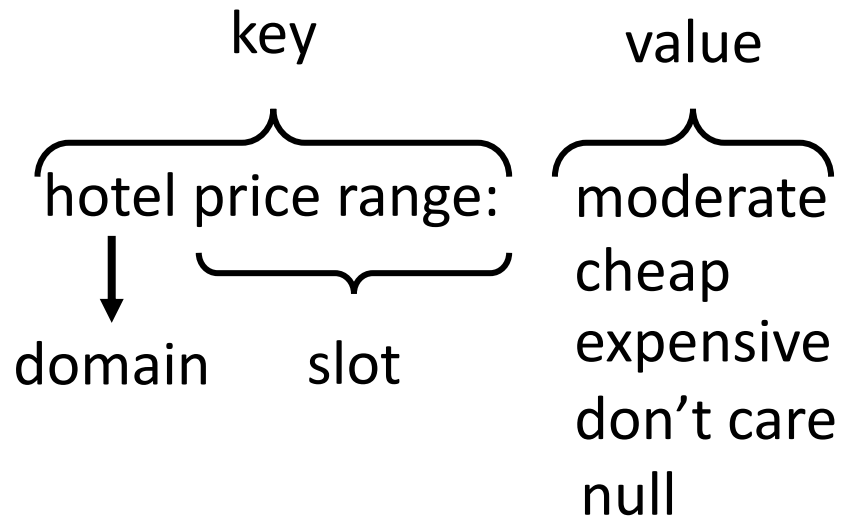 key value
hotel price range: moderate
cheap
expensive
domain slot
don’t care
null